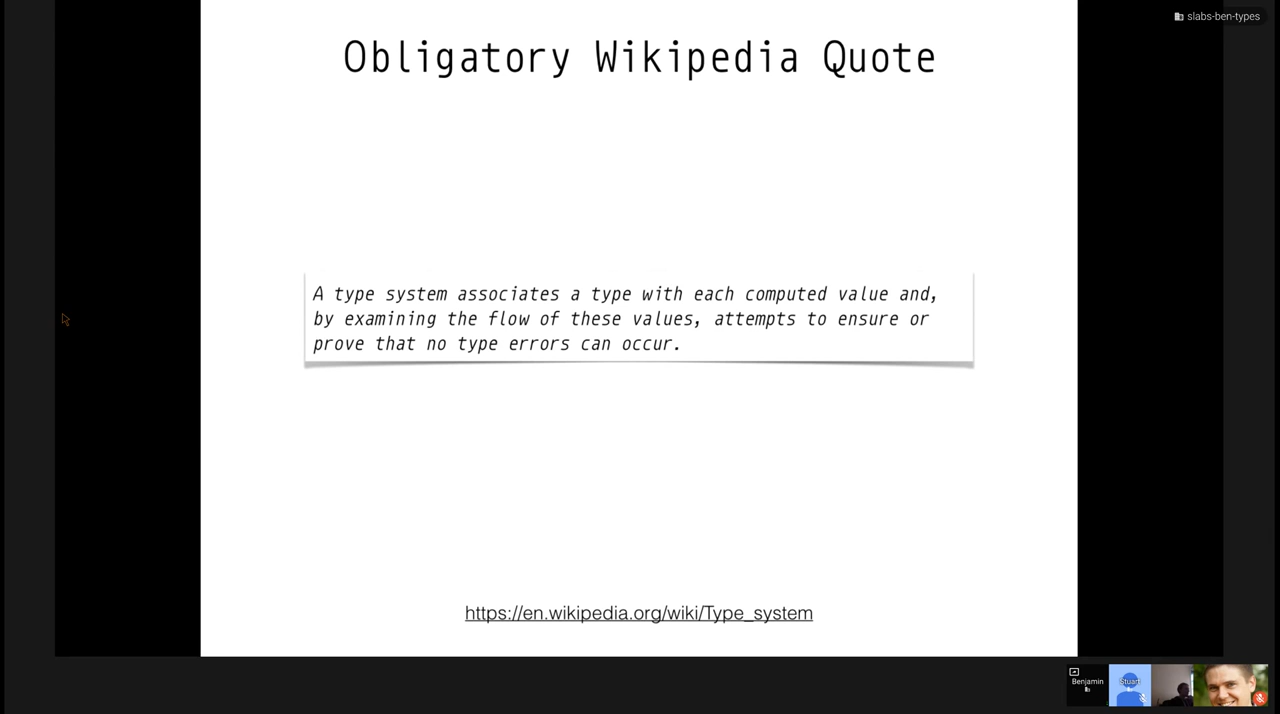 slabs-ben-types
Obligatory Wikipedia Quote
A type system associates a type with each computed value and,
by examining the flow of these values, attempts to ensure or
prove that no type errors can occur.
https://en.wikipedia.org/wiki/Type_system
Benjamin
Stuart